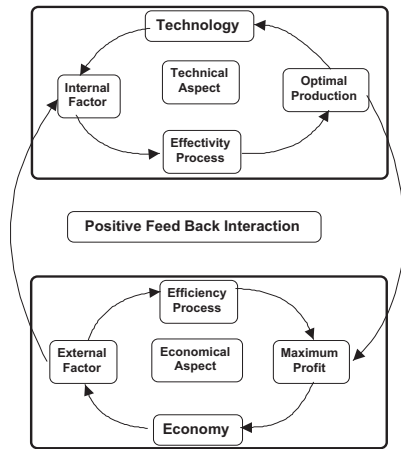 Technology
Technical
Aspect
Internal
Factor
Optimal
Production
Effectivity
Process
Positive Feed Back Interaction
Efficiency
Process
External
Factor
Economical
Aspect
Maximum
Profit
Economy